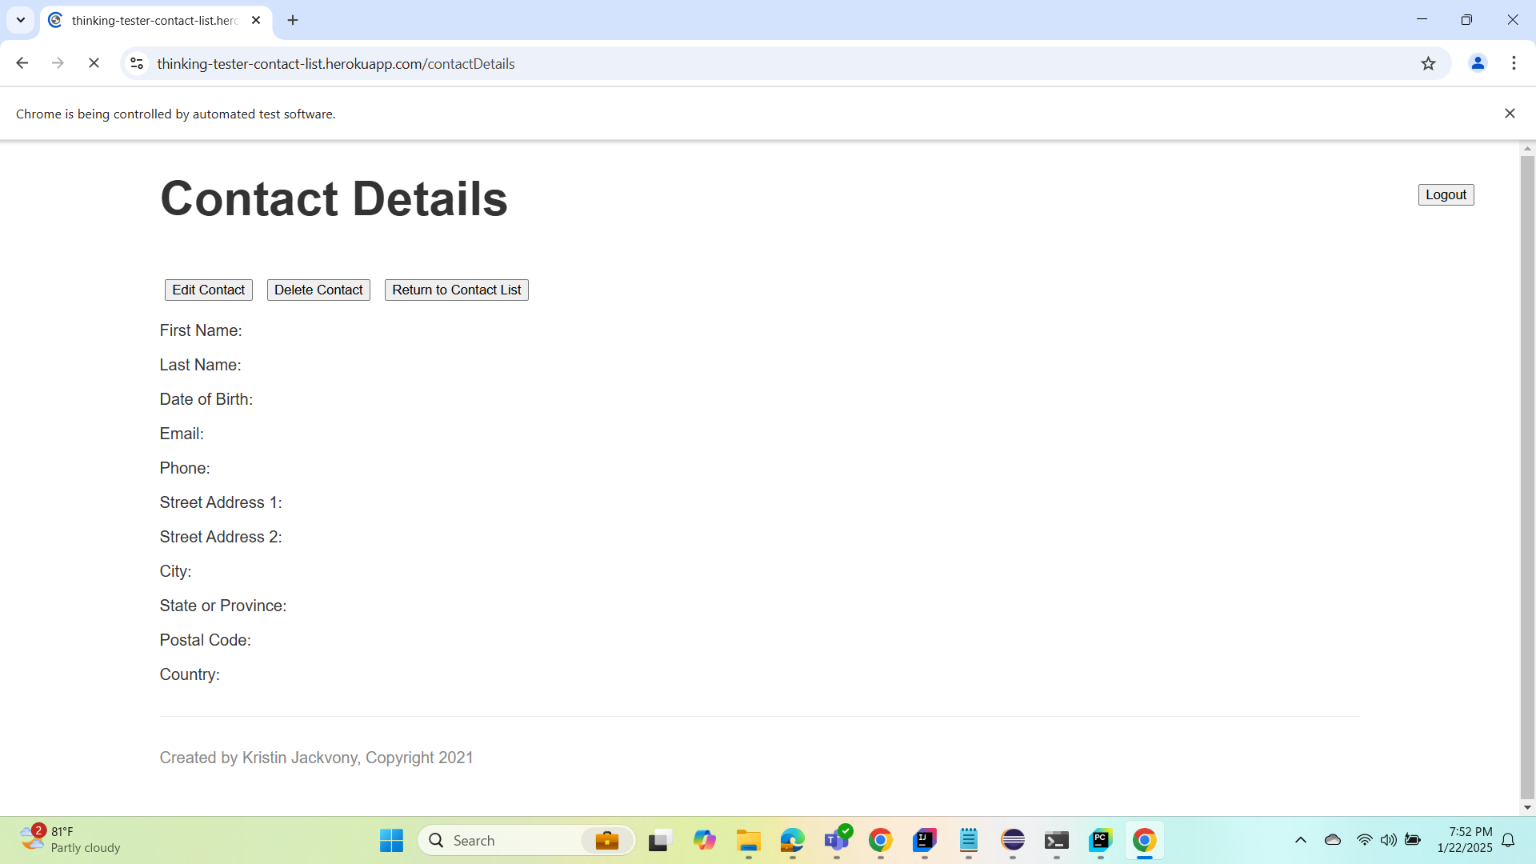 thinking-tester-contact-list.herc
thinking-tester-contact-list.herokuapp.com/contactDetails
Chrome is being controlled by automated test software.
Contact Details
Logout
Edit Contact Delete Contact Return to Contact List
First Name:
Last Name:
Date of Birth:
Email:
Phone:
Street Address 1:
Street Address 2:
City:
State or Province:
Postal Code:
Country:
Created by Kristin Jackvony, Copyright 2021
2
81°F
Partly cloudy
Search
T
IJ
PC
7:52 PM
1/22/2025